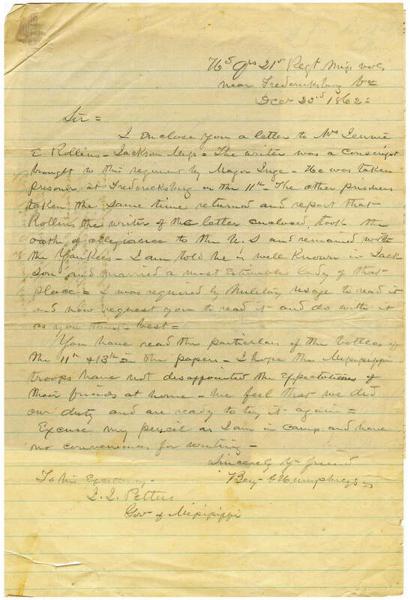 Hd Qrs 21st Regt Miss vols
near Fredericksburg Va
Decr 23rd 1862
Sir =
I enclose you a letter to Mrs Jennie
E Rollins - Jackson Miss - The writer was a conscript
brought to this regiment by Major Inge - He was taken
prisoner at Fredericksburg on the 11th The other prisoners
taken the same time returned and report that
Rollins the writer of the letter enclosed, took the
oath of allegiance to the U.S and remained with
the Yankees - I am told he is well known in Jack
son and married a most estimable lady of that
place = I was required by military usage to read it
and now request you to read it and do with it
as you think best =
You have read the particulars of the battles of
the 11th & 13th in the papers - I hope the Missisippi
troops have not disappointed the expectations of
their friends at home - We feel that we did
our duty and are ready to try it again =
Excuse my pencil as I am in camp and have
no conveniences for writing -
Sincerely yr friend
Benj G Humphreys
To his Excellency
J. J. Pettus
Gov of Missisippi